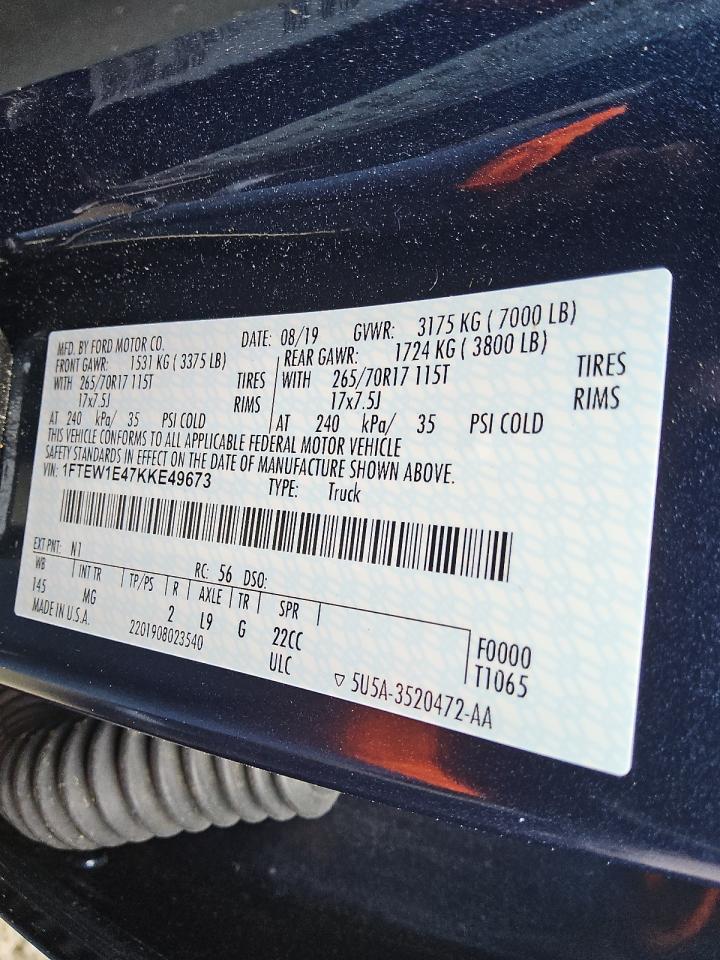 MFD. BY FORD MOTOR CO. DATE: 08/19 GVWR: 3175 KG ( 7000 LB)
FRONT GAWR: 1531 KG ( 3375 LB) REAR GAWR: 1724 KG ( 3800 LB)
WITH 265/70R17 115T TIRES WITH 265/70R17 115T TIRES
17x7.5J RIMS 17x7.5J RIMS
AT 240 kPa/ 35 PSI COLD AT 240 kPa/ 35 PSI COLD
THIS VEHICLE CONFORMS TO ALL APPLICABLE FEDERAL MOTOR VEHICLE
SAFETY STANDARDS IN EFFECT ON THE DATE OF MANUFACTURE SHOWN ABOVE.
VIN: 1FTEW1E47KKE49673 TYPE: Truck
EXT PNT: N1 RC: 56 DSO:
WB INT TR TP/PS R AXLE TR SPR
145 MG 2 L9 G 22CC F0000
MADE IN U.S.A. 2201908023540 ULC T1065
▽ 5U5A-3520472-AA